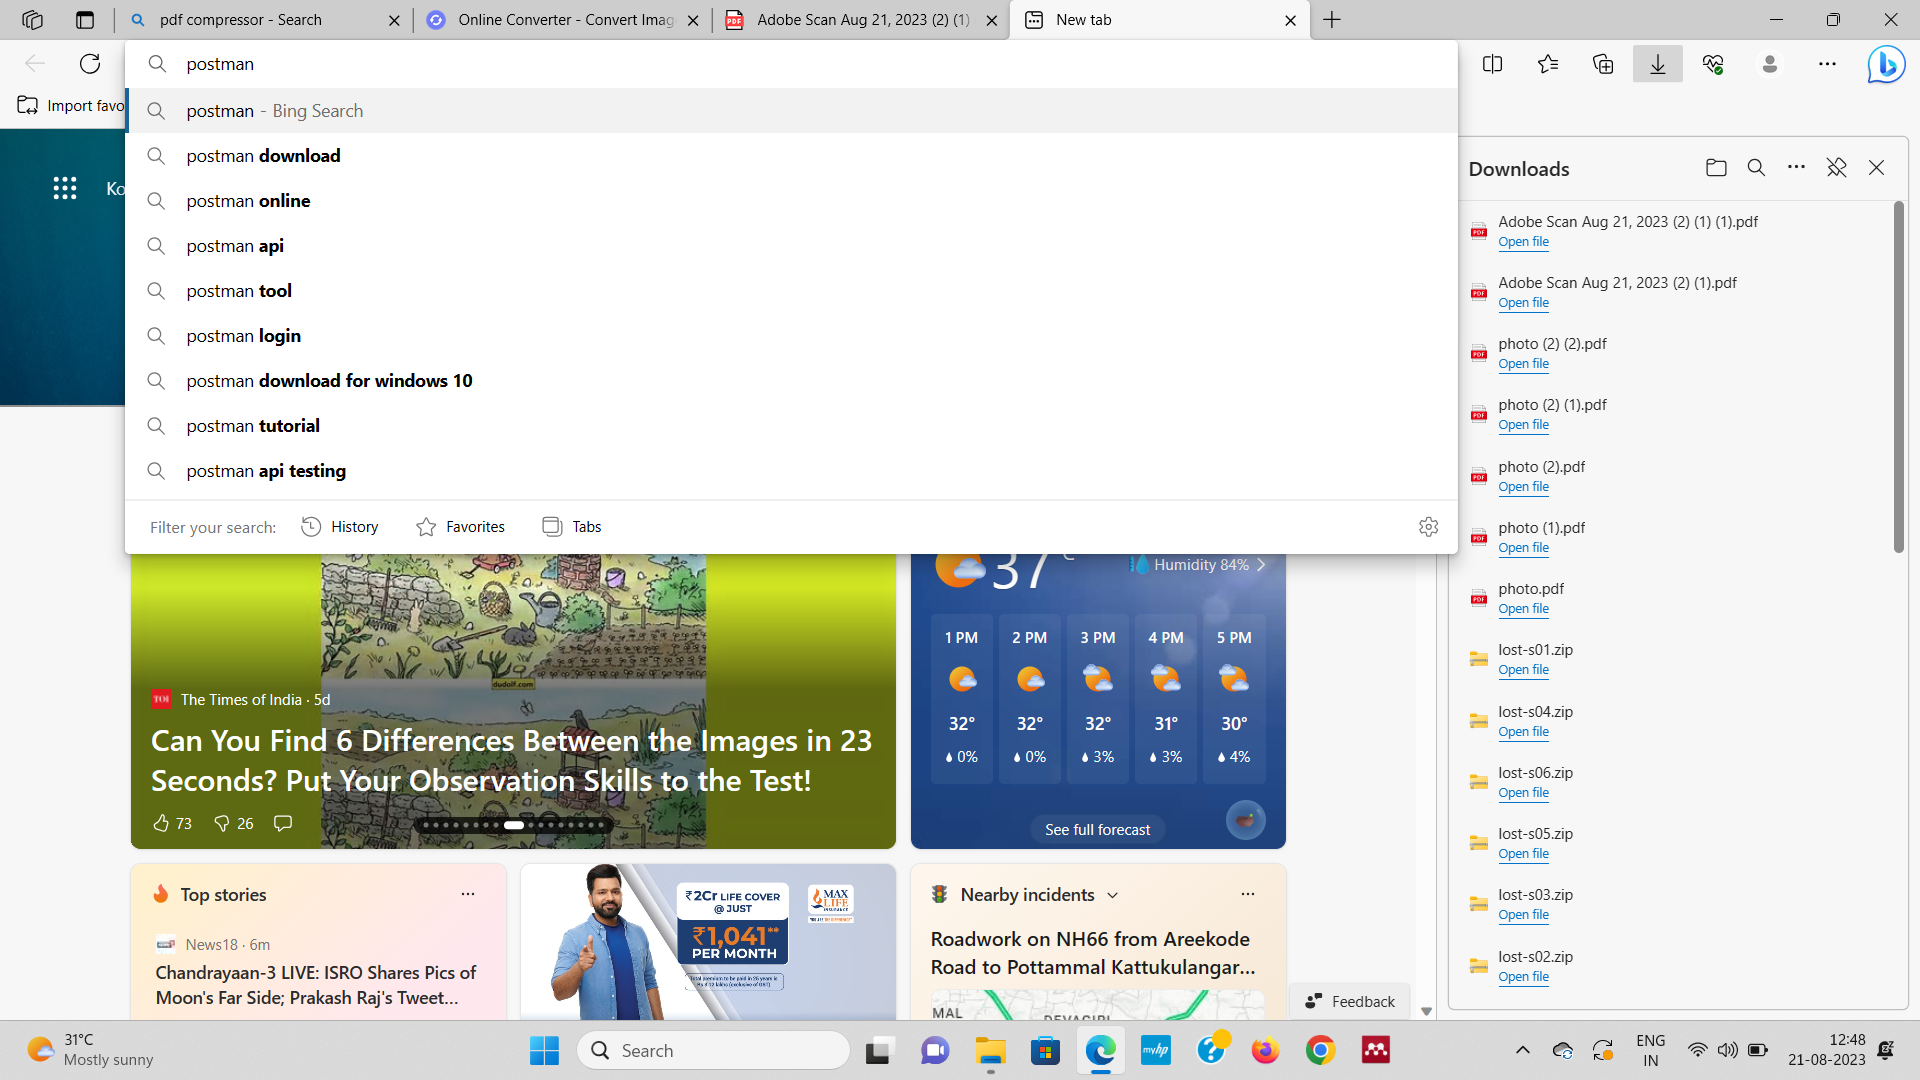 pdf compressor - Search
Online Converter - Convert Imag
Adobe Scan Aug 21, 2023 (2) (1)
New tab
postman
Import favo
postman - Bing Search
postman download
postman online
postman api
postman tool
postman login
postman download for windows 10
postman tutorial
postman api testing
Filter your search: History Favorites Tabs
Ko
Downloads
Adobe Scan Aug 21, 2023 (2) (1) (1).pdf
Open file
Adobe Scan Aug 21, 2023 (2) (1).pdf
Open file
photo (2) (2).pdf
Open file
photo (2) (1).pdf
Open file
photo (2).pdf
Open file
photo (1).pdf
Open file
photo.pdf
Open file
lost-s01.zip
Open file
lost-s04.zip
Open file
lost-s06.zip
Open file
lost-s05.zip
Open file
lost-s03.zip
Open file
lost-s02.zip
Open file
dudolf.com
TOI The Times of India · 5d
Can You Find 6 Differences Between the Images in 23
Seconds? Put Your Observation Skills to the Test!
73 26
37 °C
Humidity 84%
1 PM 2 PM 3 PM 4 PM 5 PM
32° 32° 32° 31° 30°
0% 0% 3% 3% 4%
See full forecast
Top stories
News18 · 6m
Chandrayaan-3 LIVE: ISRO Shares Pics of
Moon's Far Side; Prakash Raj's Tweet...
₹2Cr LIFE COVER
@ JUST
₹1,041**
PER MONTH
MAX
LIFE
INSURANCE
Nearby incidents
Roadwork on NH66 from Areekode
Road to Pottammal Kattukulangar...
MAL
DEVAGIRI
Feedback
31°C
Mostly sunny
Search
myhp
ENG
IN
12:48
21-08-2023